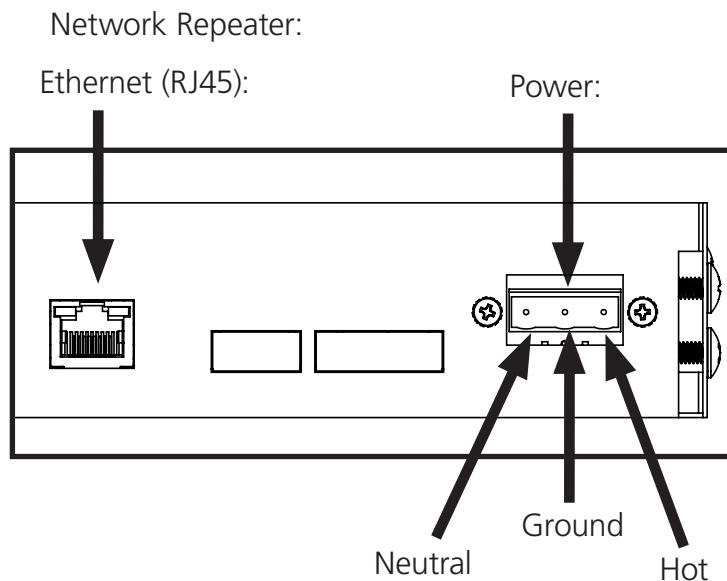 Network Repeater:
Ethernet (RJ45):
Power:
Ground
Neutral
Hot